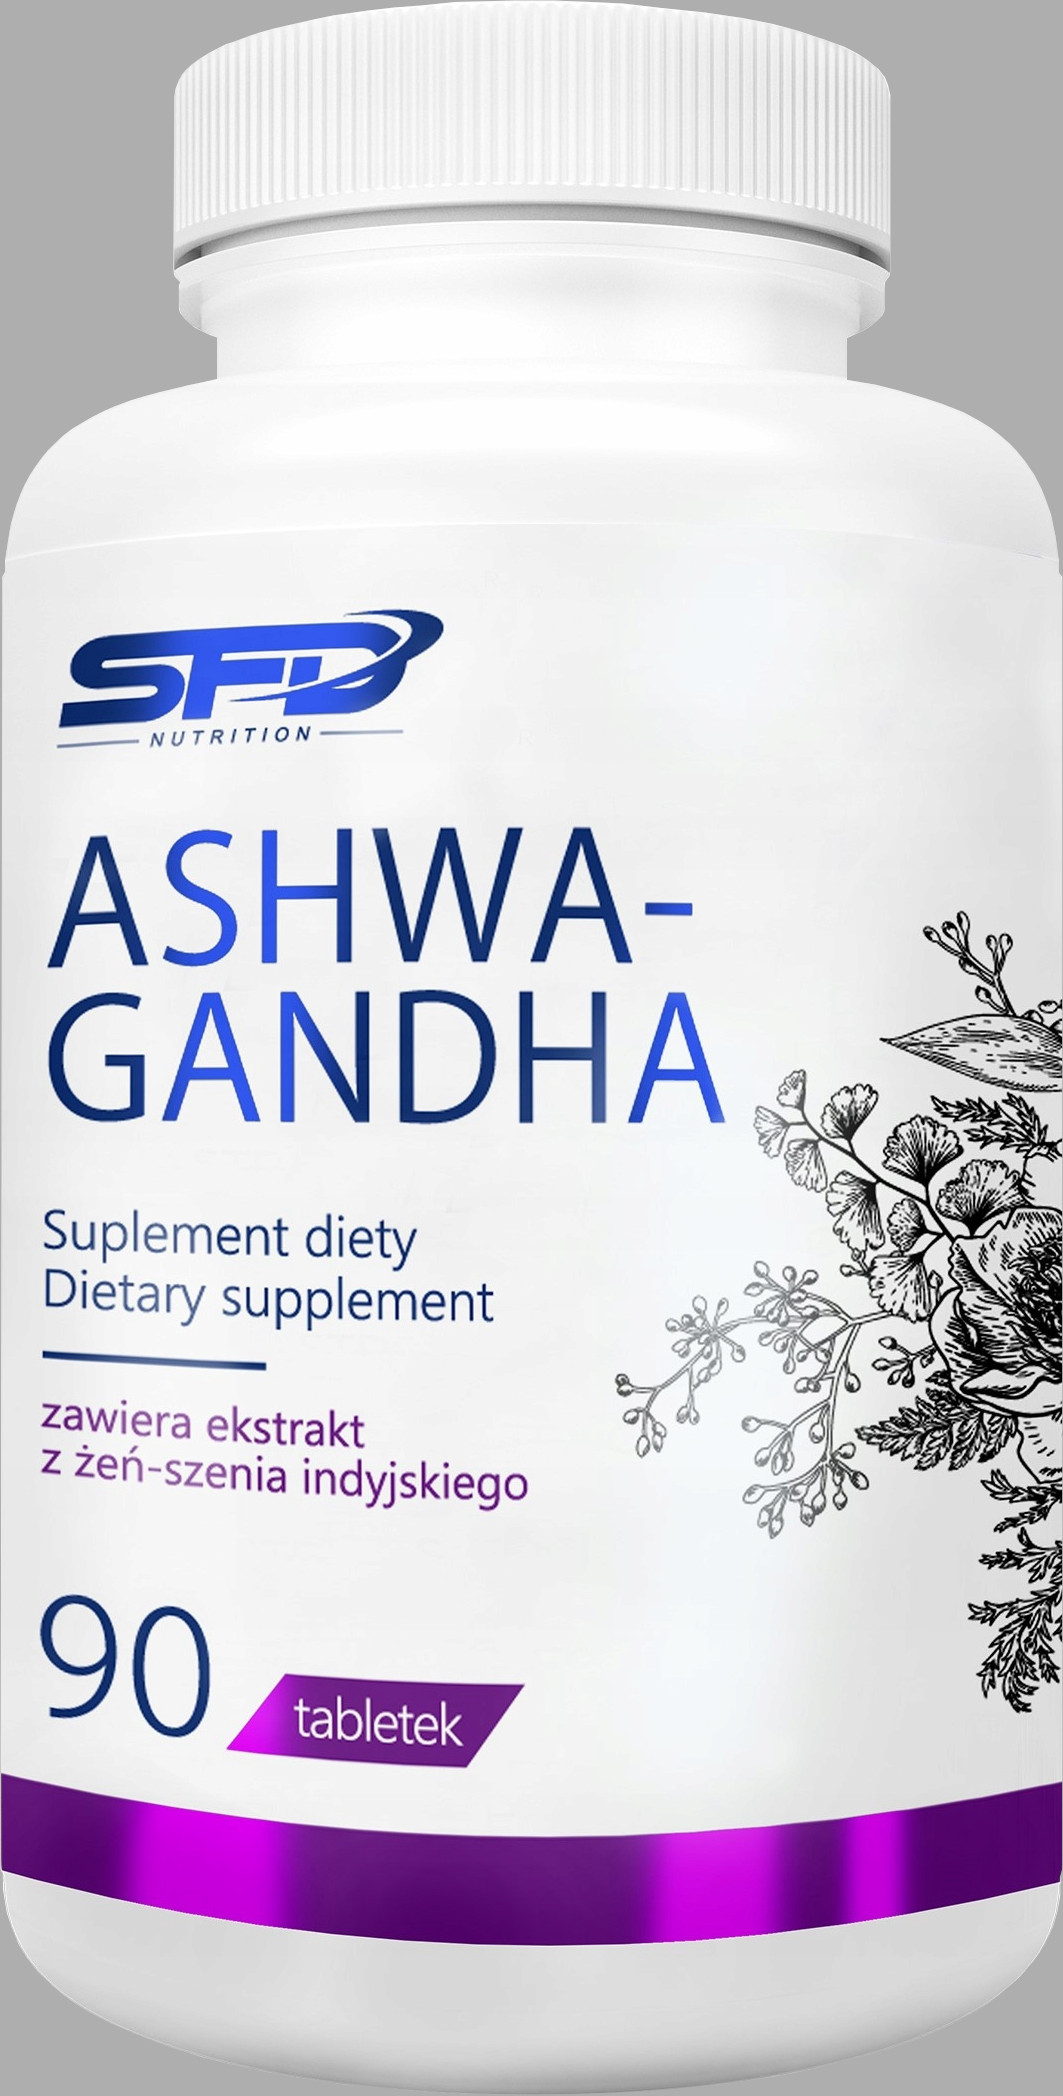 SFD
NUTRITION
ASHWA-
GANDHA
Suplement diety
Dietary supplement
zawiera ekstrakt
z żeń-szenia indyjskiego
90 tabletek